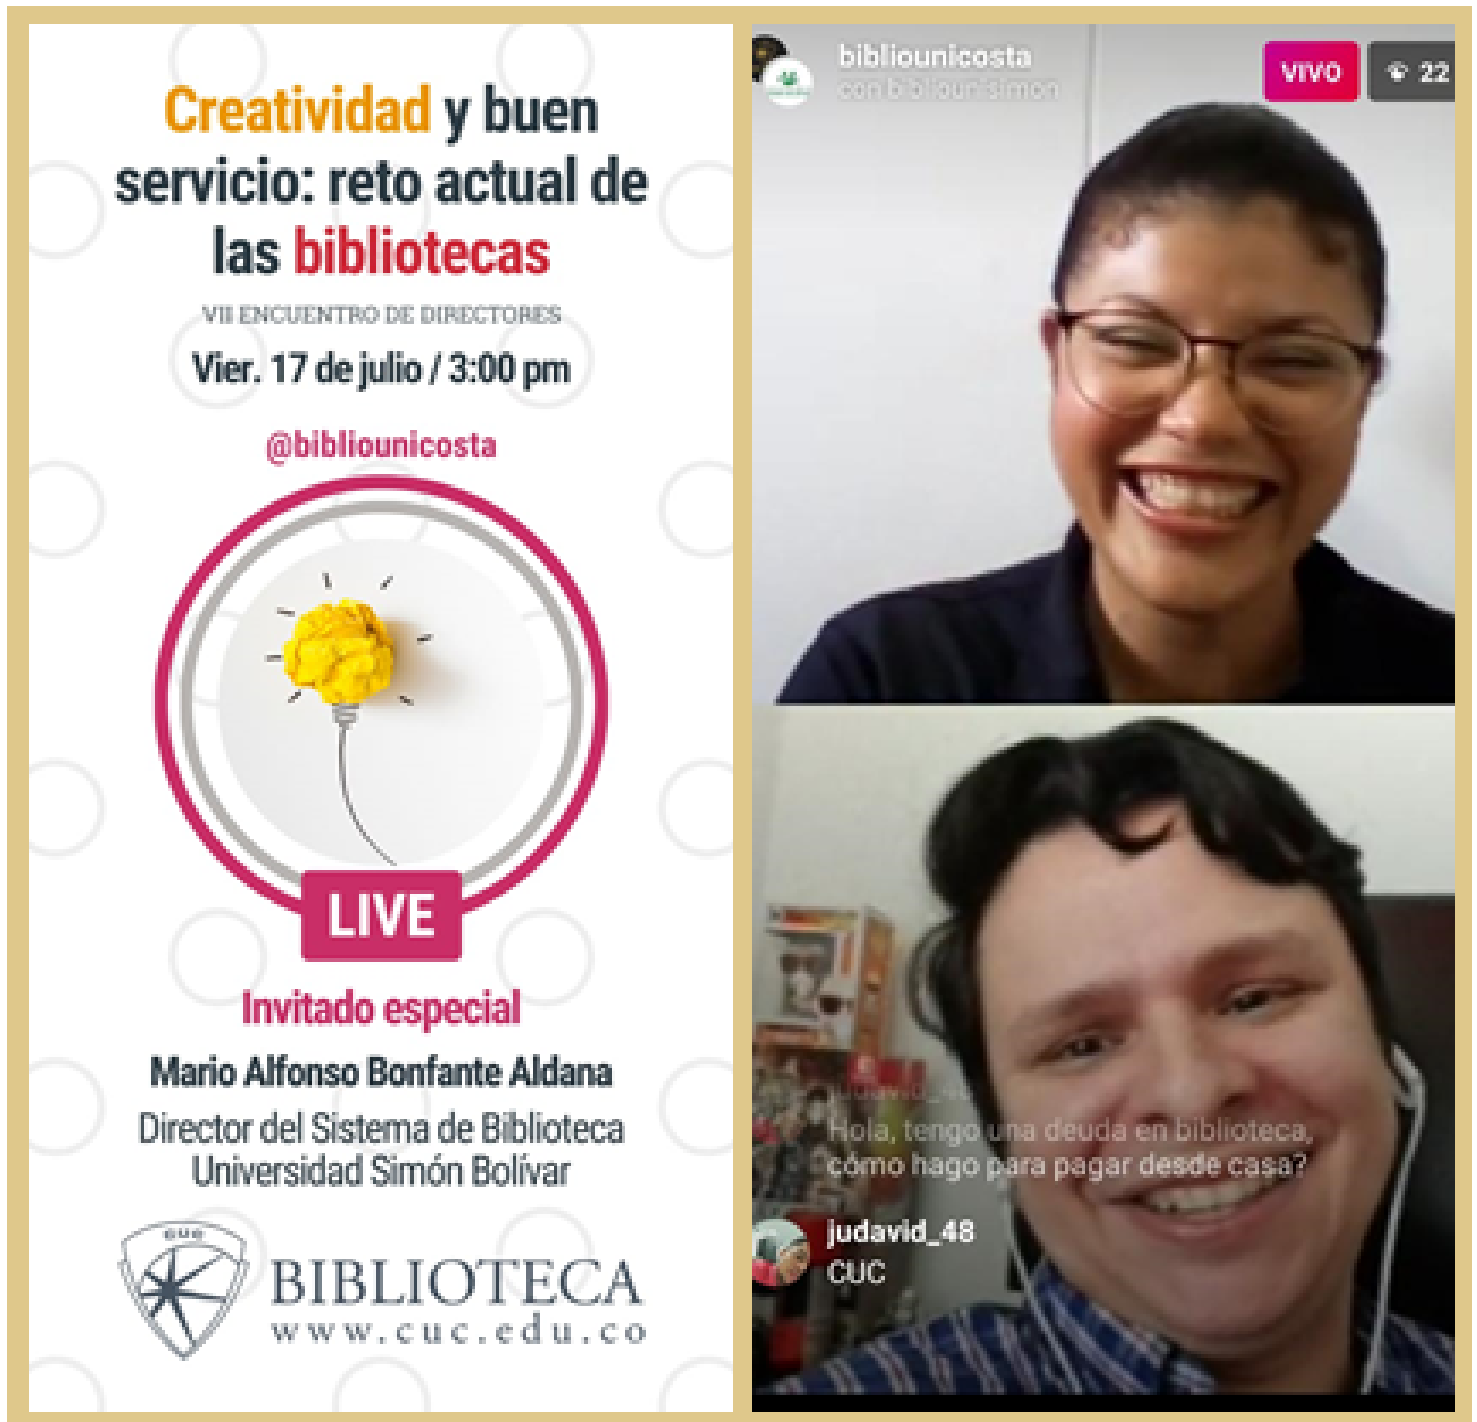 Creatividad y buen
servicio: reto actual de
las bibliotecas
VII ENCUENTRO DE DIRECTORES
Vier. 17 de julio / 3:00 pm
@bibliounicosta
LIVE
Invitado especial
Mario Alfonso Bonfante Aldana
Director del Sistema de Biblioteca
Universidad Simón Bolívar
CUC
BIBLIOTECA
www.cuc.edu.co
bibliounicosta
con bibliounisimon
VIVO
22
judavid_48
Hola, tengo una deuda en biblioteca,
cómo hago para pagar desde casa?
judavid_48
CUC